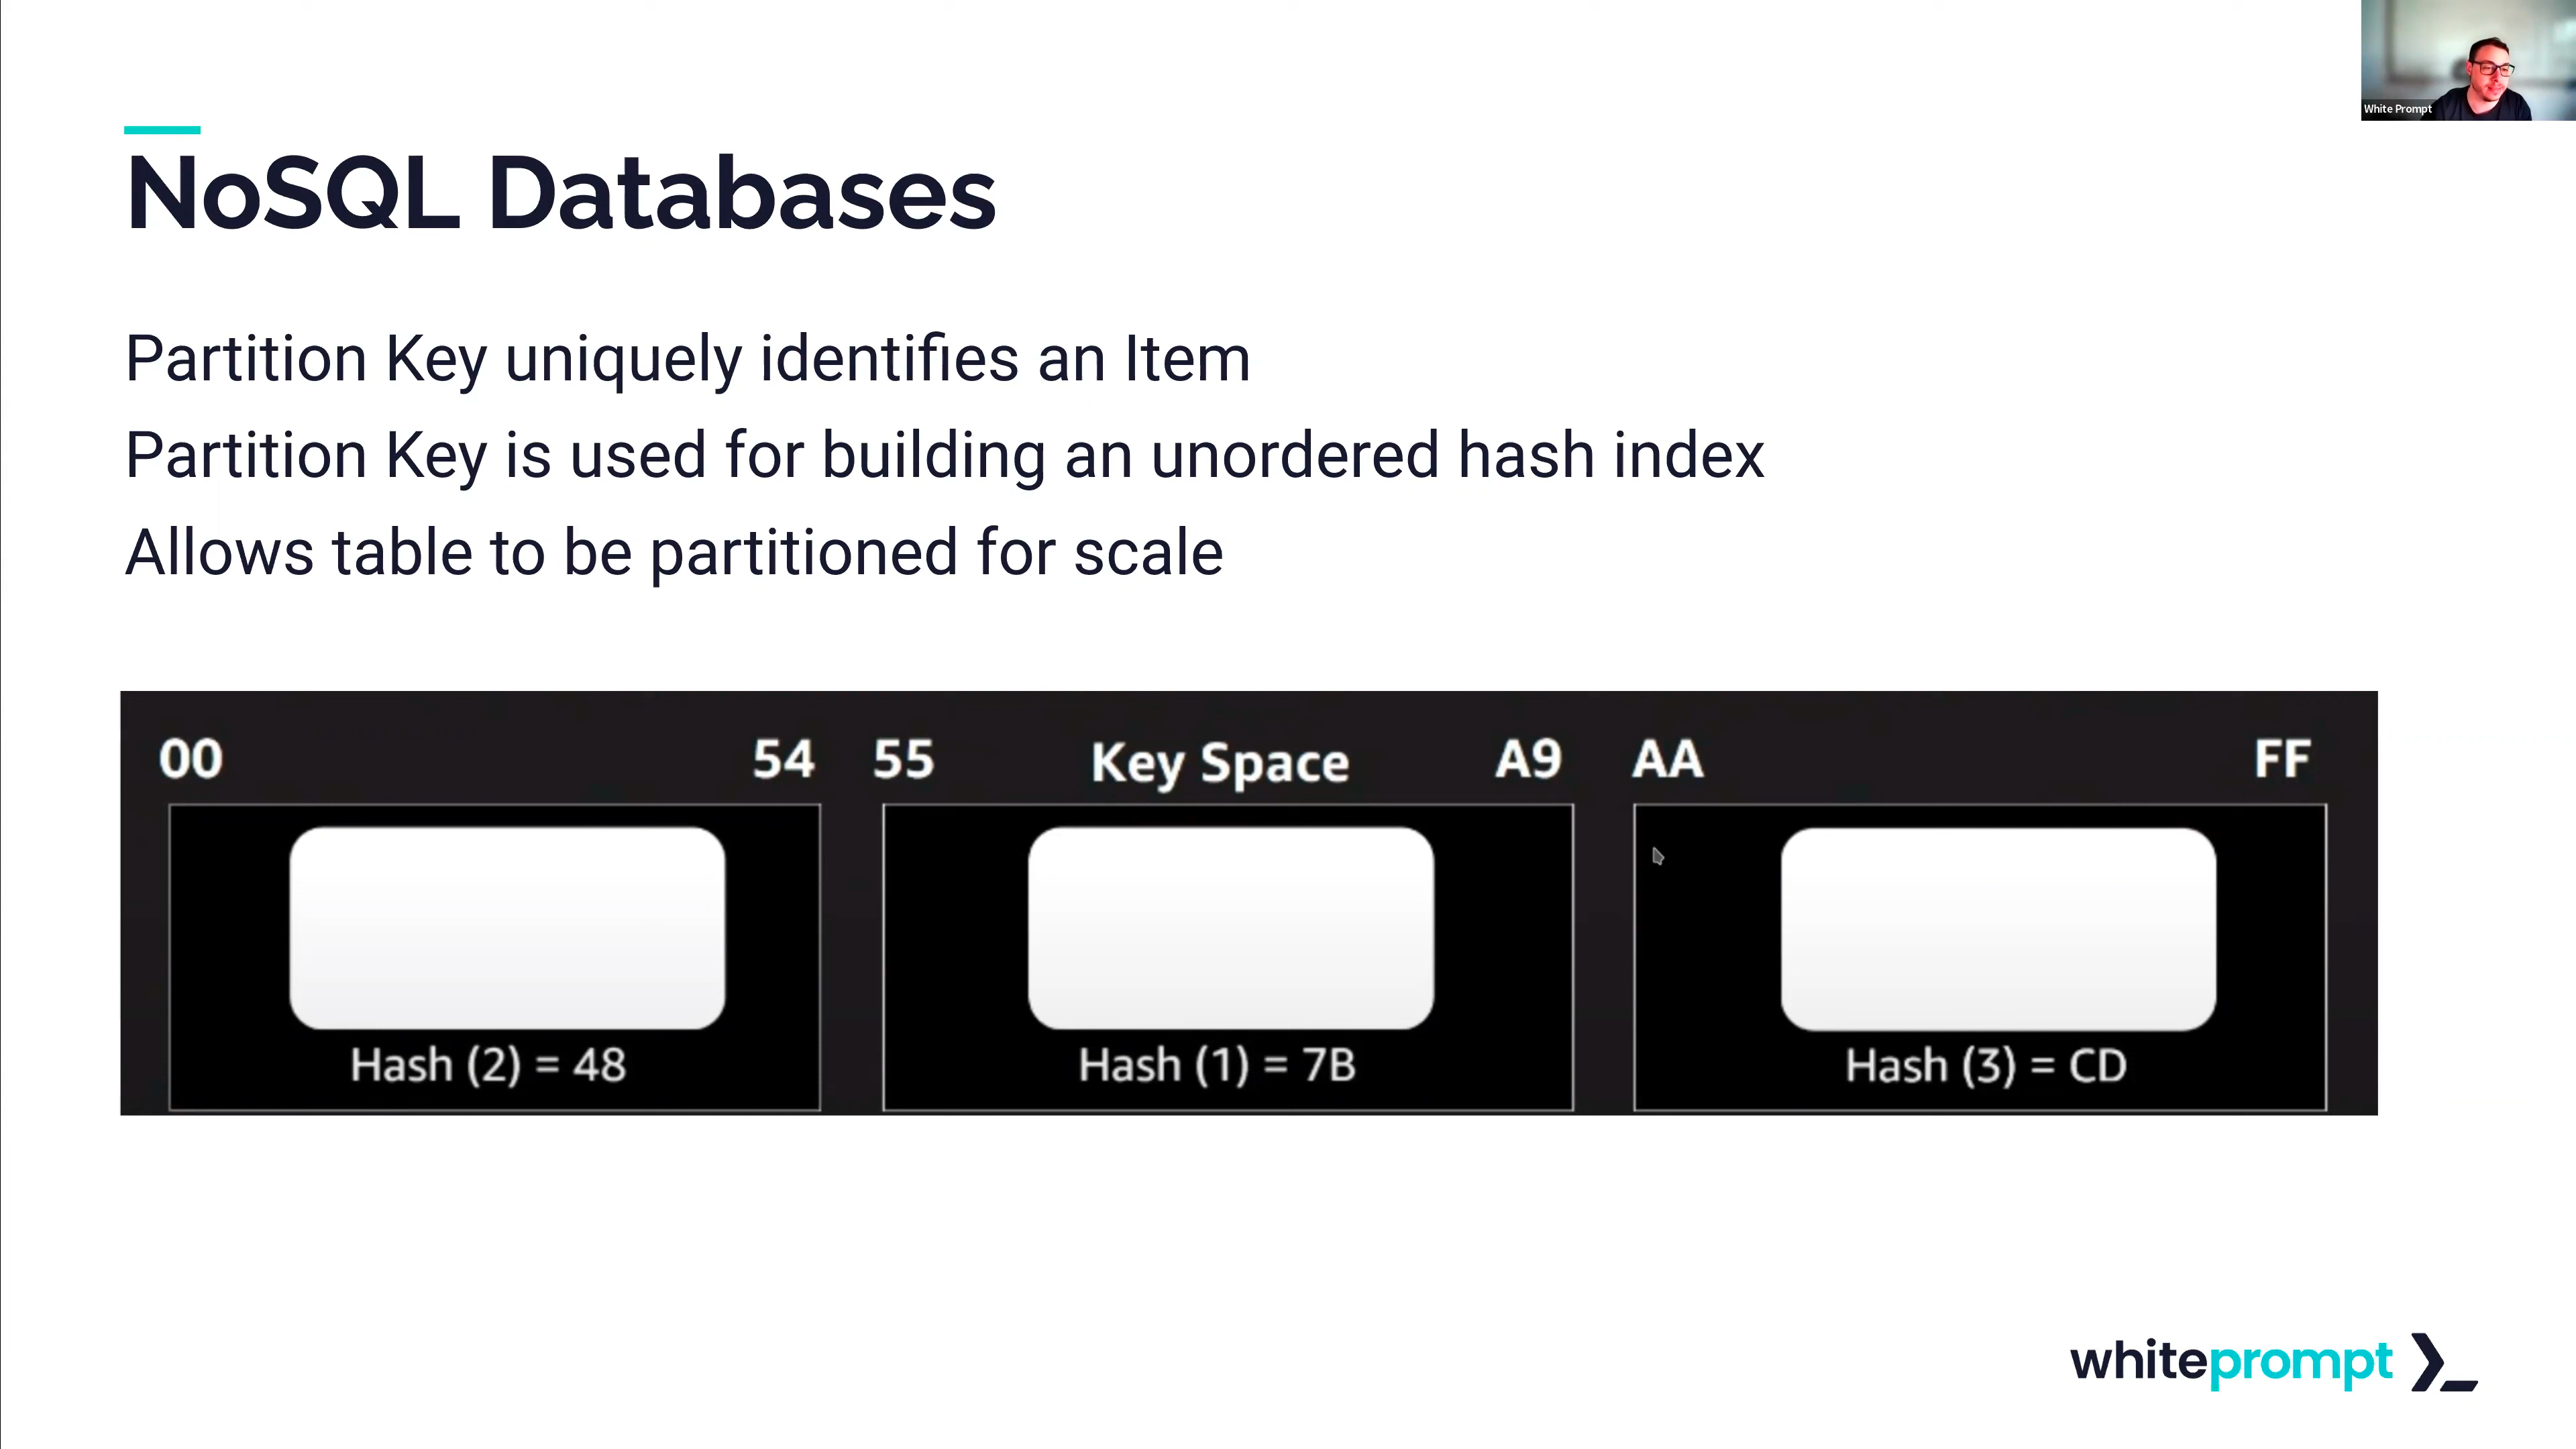 White Prompt
NoSQL Databases
Partition Key uniquely identifies an Item
Partition Key is used for building an unordered hash index
Allows table to be partitioned for scale
00 54 55 Key Space A9 AA FF
Hash (2) = 48 Hash (1) = 7B Hash (3) = CD
whiteprompt